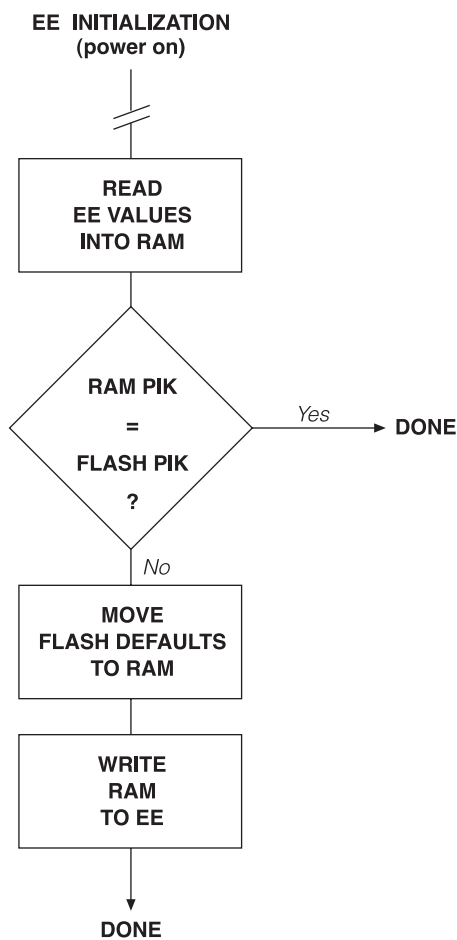 EE INITIALIZATION
(power on)
READ
EE VALUES
INTO RAM
RAM PIK
=
FLASH PIK
?
Yes
DONE
No
MOVE
FLASH DEFAULTS
TO RAM
WRITE
RAM
TO EE
DONE